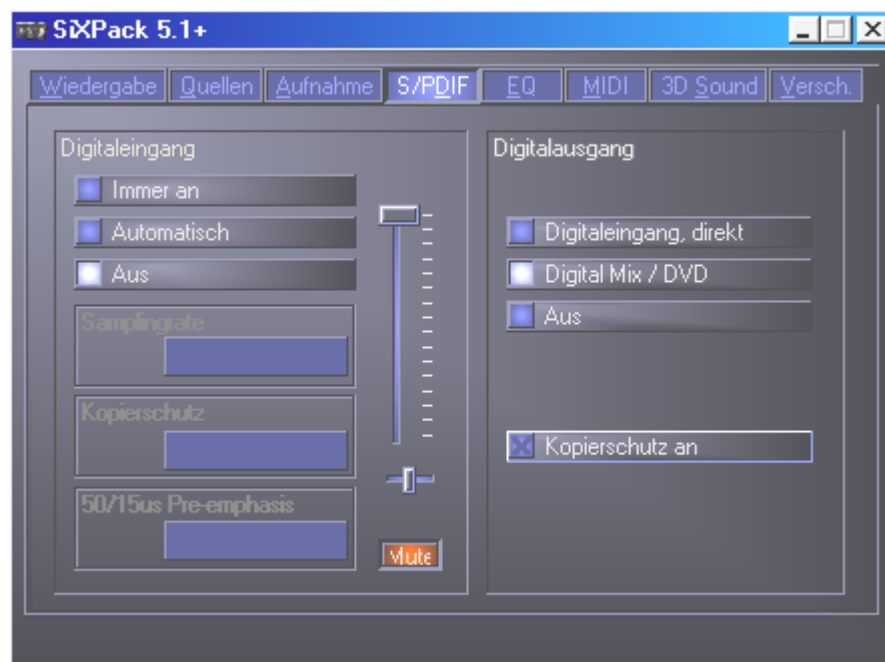 SiXPack 5.1+
Wiedergabe Quellen Aufnahme S/PDIF EQ MIDI 3D Sound Versch.
Digitaleingang
Immer an
Automatisch
Aus
Samplingrate
Kopierschutz
50/15us Pre-emphasis
Mute
Digitalausgang
Digitaleingang, direkt
Digital Mix / DVD
Aus
Kopierschutz an